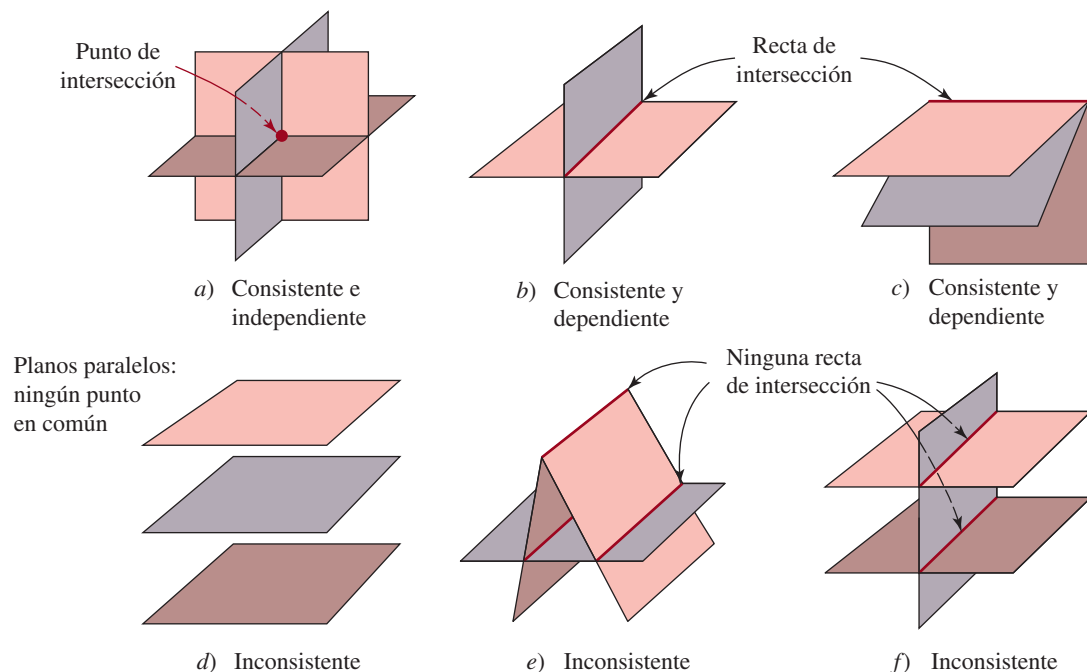 Punto de
intersección
Recta de
intersección
a) Consistente e
independiente
b) Consistente y
dependiente
c) Consistente y
dependiente
Planos paralelos:
ningún punto
en común
Ninguna recta
de intersección
d) Inconsistente
e) Inconsistente
f) Inconsistente